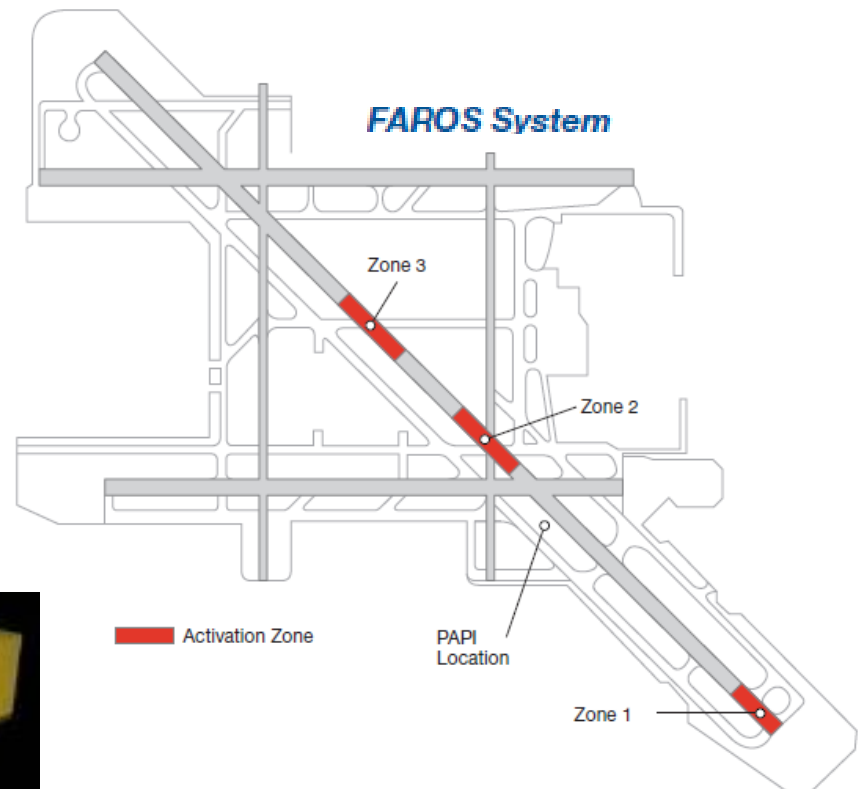 FAROS System
Zone 3
Zone 2
Activation Zone
PAPI
Location
Zone 1